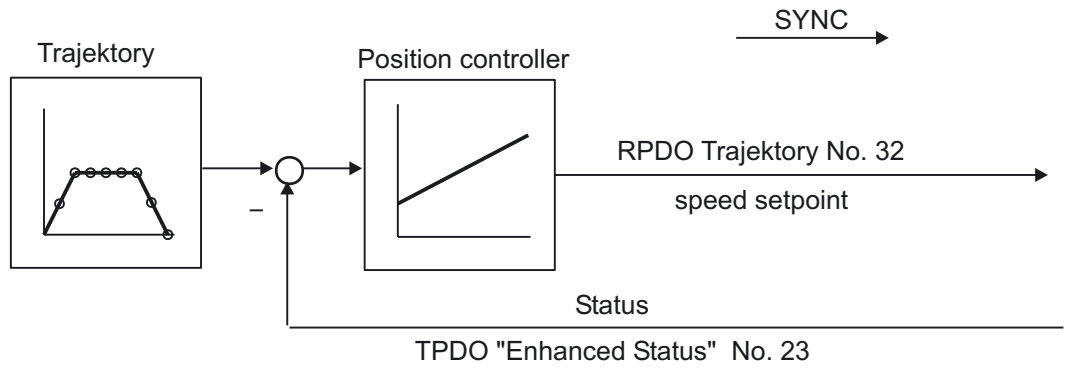 SYNC
Trajektory
Position controller
RPDO Trajektory No. 32
speed setpoint
–
Status
TPDO "Enhanced Status" No. 23